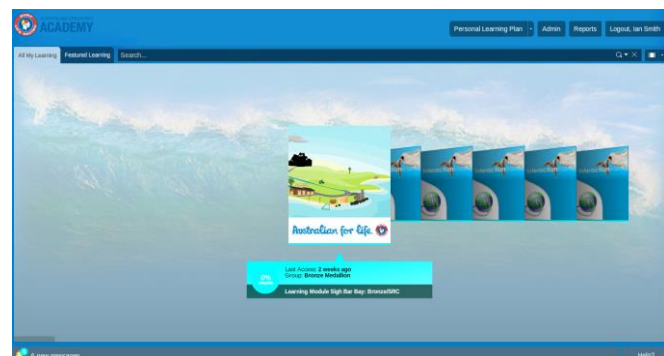 ACADEMY
Personal Learning Plan
Admin
Reports
Logout, Ian Smith
All My Learning
Featured Learning
Search...
Australian for life.
0%
Last Access: 2 weeks ago
Group: Bronze Medallion
Learning Module Sigh Bar Bay: Bronze/SRC